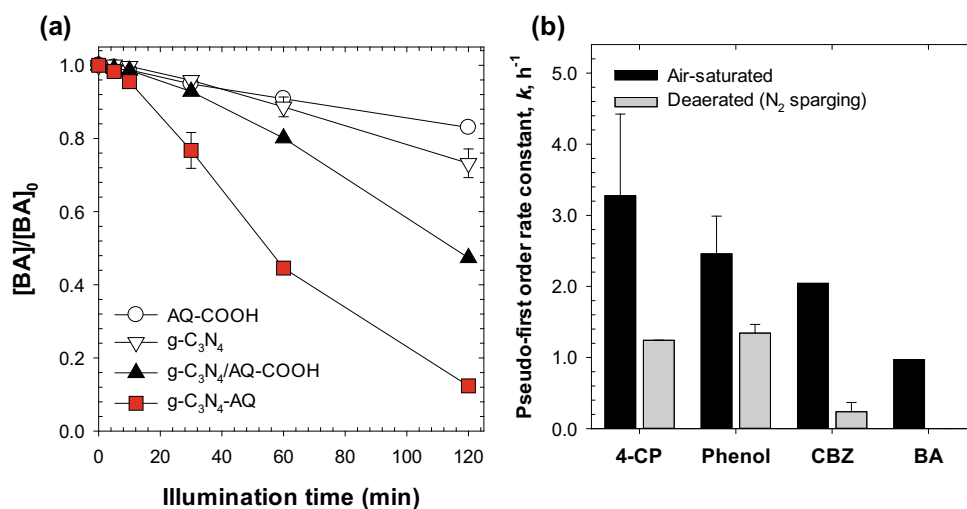 (a)
[BA]/[BA]₀
1.0
0.8
0.6
0.4
0.2
0.0
AQ-COOH
g-C₃N₄
g-C₃N₄/AQ-COOH
g-C₃N₄-AQ
0 20 40 60 80 100 120
Illumination time (min)
(b)
Pseudo-first order rate constant, k, h⁻¹
5.0
4.0
3.0
2.0
1.0
0.0
Air-saturated
Deaerated (N₂ sparging)
4-CP Phenol CBZ BA